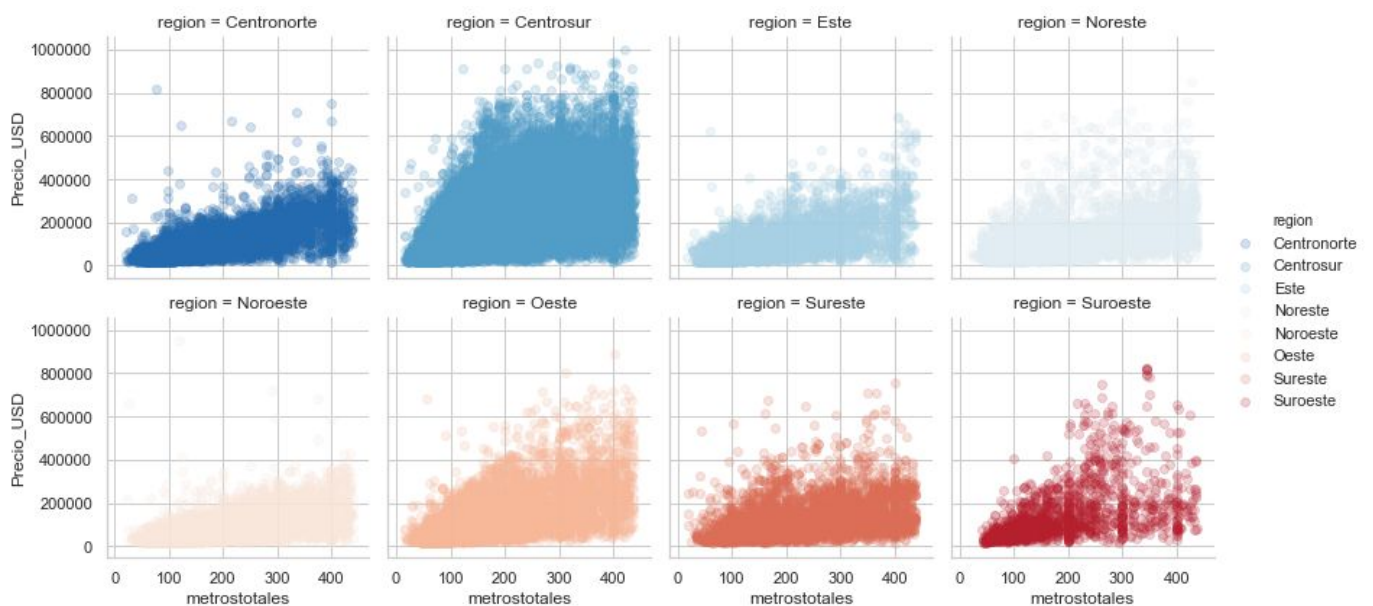 region = Centronorte
region = Centrosur
region = Este
region = Noreste
1000000
800000
600000
400000
200000
0
Precio_USD
region = Noroeste
region = Oeste
region = Sureste
region = Suroeste
1000000
800000
600000
400000
200000
0
Precio_USD
0 100 200 300 400
0 100 200 300 400
0 100 200 300 400
0 100 200 300 400
metrostotales
metrostotales
metrostotales
metrostotales
region
Centronorte
Centrosur
Este
Noreste
Noroeste
Oeste
Sureste
Suroeste